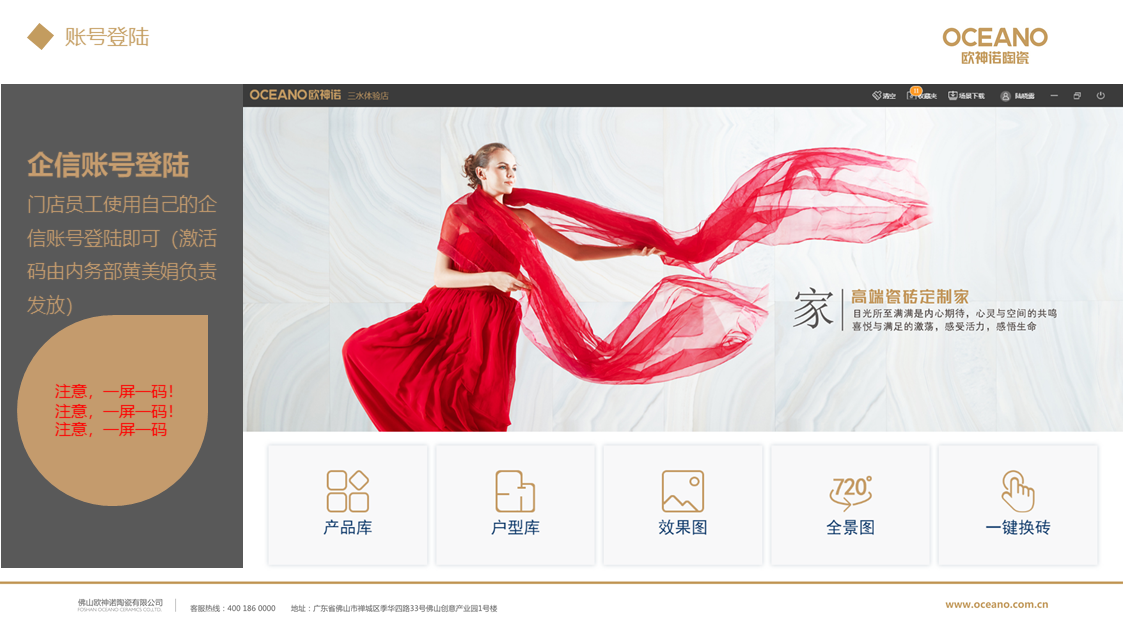 账号登陆
OCEANO
欧神诺陶瓷
OCEANO欧神诺 三水体验店
清空 11 收藏夹 场景下载 陆晓鹿
企信账号登陆
门店员工使用自己的企
信账号登陆即可（激活
码由内务部黄美娟负责
发放）
注意，一屏一码！
注意，一屏一码！
注意，一屏一码
家 高端瓷砖定制家
目光所至满满是内心期待，心灵与空间的共鸣
喜悦与满足的激荡，感受活力，感悟生命
720°
产品库 户型库 效果图 全景图 一键换砖
佛山欧神诺陶瓷有限公司
FOSHAN OCEANO CERAMICS CO.,LTD.
客服热线：400 186 0000 地址：广东省佛山市禅城区季华四路33号佛山创意产业园1号楼
www.oceano.com.cn